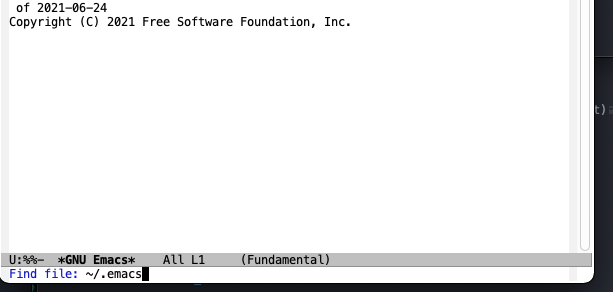 of 2021-06-24
Copyright (C) 2021 Free Software Foundation, Inc.
t)
U:%%- *GNU Emacs* All L1 (Fundamental)
Find file: ~/.emacs